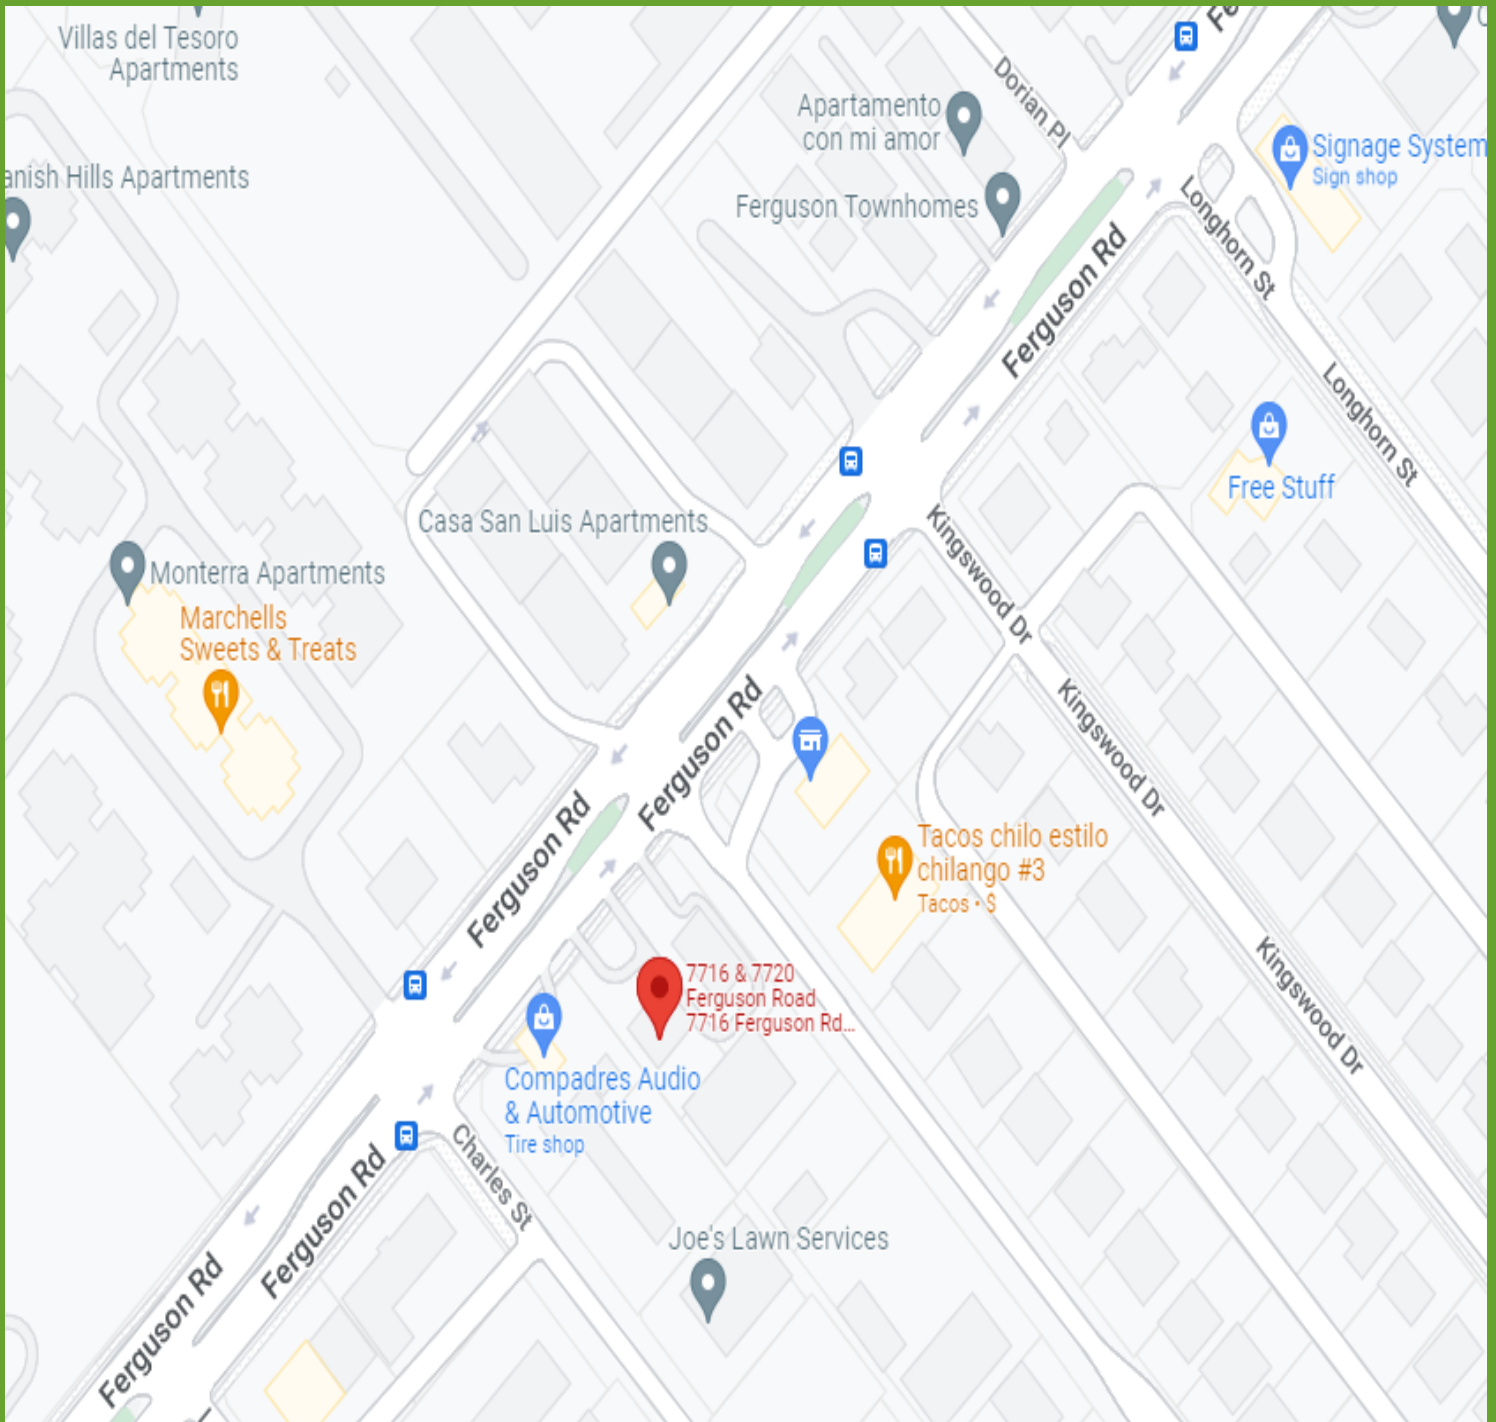 Villas del Tesoro
Apartments
Fe
Dorian Pl
Apartamento
con mi amor
Signage System
Sign shop
anish Hills Apartments
Ferguson Townhomes
Longhorn St
Ferguson Rd
Longhorn St
Free Stuff
Casa San Luis Apartments
Kingswood Dr
Monterra Apartments
Marchells
Sweets & Treats
Ferguson Rd
Kingswood Dr
Ferguson Rd
Tacos chilo estilo
chilango #3
Tacos • $
Kingswood Dr
7716 & 7720
Ferguson Road
7716 Ferguson Rd...
Compadres Audio
& Automotive
Tire shop
Charles St
Ferguson Rd
Joe's Lawn Services
Ferguson Rd